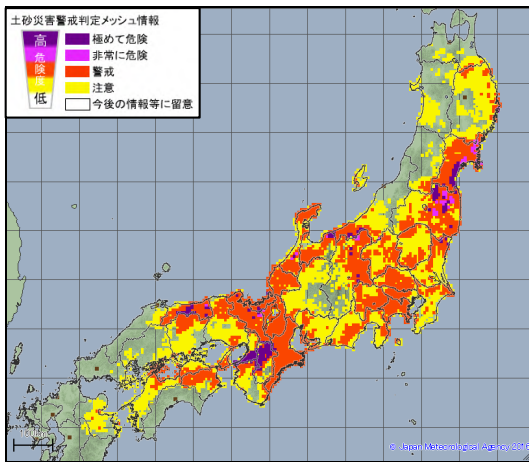 土砂災害警戒判定メッシュ情報
高
危険度
低
極めて危険
非常に危険
警戒
注意
今後の情報等に留意
100km
© Japan Meteorological Agency 2016